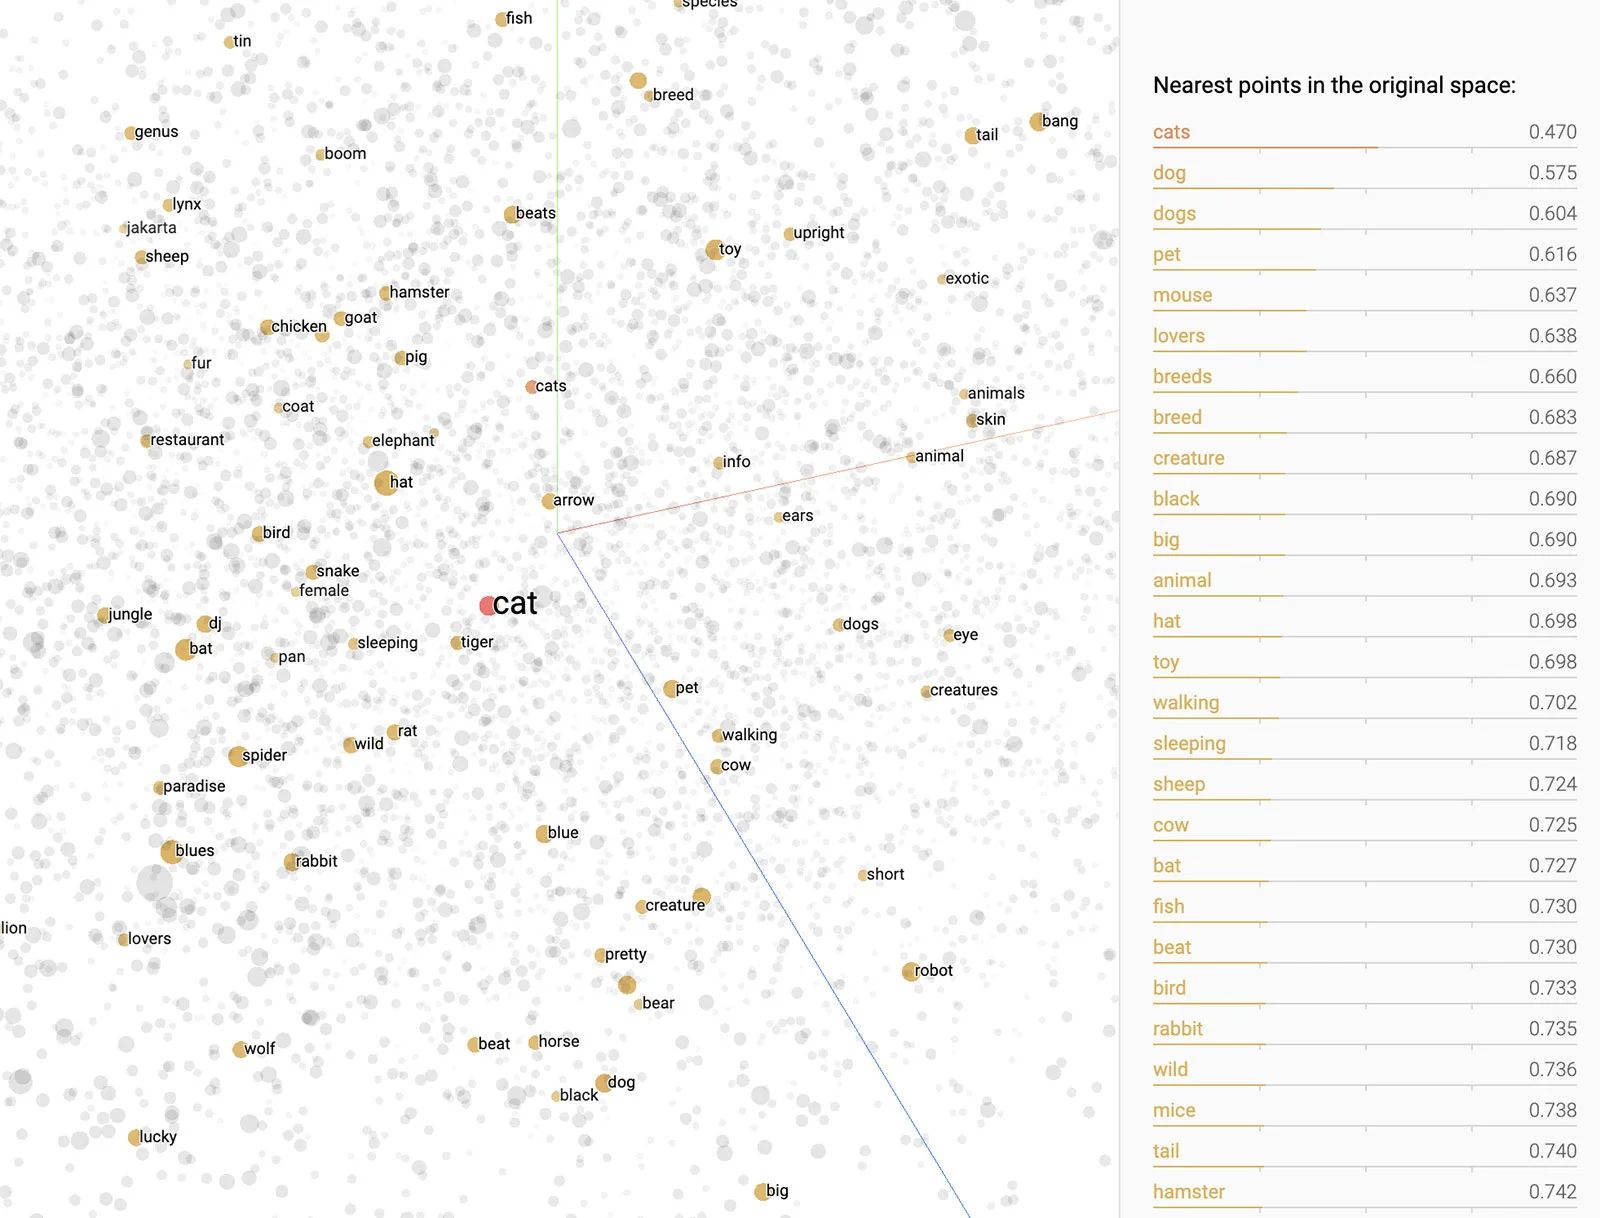 species
fish
tin
breed
bang
genus
tail
boom
lynx
beats
jakarta
upright
toy
sheep
exotic
hamster
goat
chicken
pig
fur
cats
animals
coat
skin
restaurant
elephant
animal
info
hat
arrow
ears
bird
snake
female
cat
jungle
dj
dogs
eye
bat
sleeping
tiger
pan
pet
creatures
rat
walking
wild
spider
cow
paradise
blue
blues
rabbit
short
creature
lion
lovers
pretty
robot
bear
wolf
beat
horse
dog
black
lucky
big
Nearest points in the original space:
cats 0.470
dog 0.575
dogs 0.604
pet 0.616
mouse 0.637
lovers 0.638
breeds 0.660
breed 0.683
creature 0.687
black 0.690
big 0.690
animal 0.693
hat 0.698
toy 0.698
walking 0.702
sleeping 0.718
sheep 0.724
cow 0.725
bat 0.727
fish 0.730
beat 0.730
bird 0.733
rabbit 0.735
wild 0.736
mice 0.738
tail 0.740
hamster 0.742